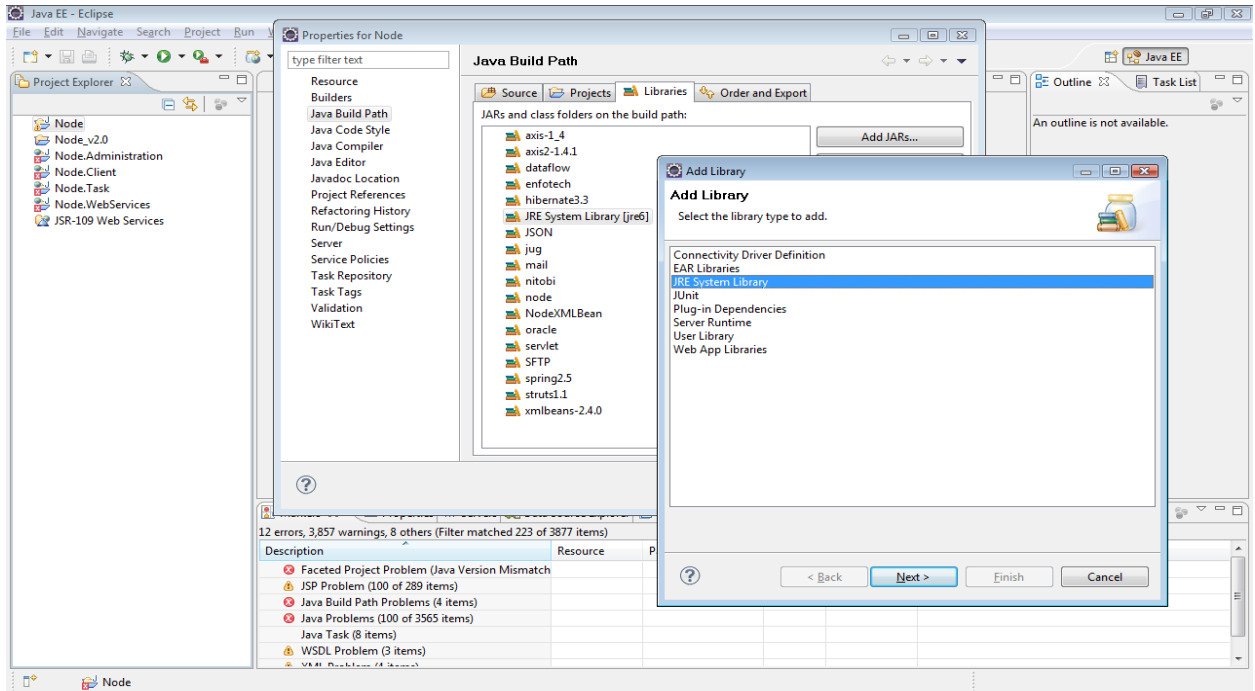 Java EE - Eclipse
File Edit Navigate Search Project Run
Java EE
Project Explorer
Node
Node_v2.0
Node.Administration
Node.Client
Node.Task
Node.WebServices
JSR-109 Web Services
Properties for Node
type filter text
Resource
Builders
Java Build Path
Java Code Style
Java Compiler
Java Editor
Javadoc Location
Project References
Refactoring History
Run/Debug Settings
Server
Service Policies
Task Repository
Task Tags
Validation
WikiText
Java Build Path
Source Projects Libraries Order and Export
JARs and class folders on the build path:
axis-1_4
axis2-1.4.1
dataflow
enfotech
hibernate3.3
JRE System Library [jre6]
JSON
jug
mail
nitobi
node
NodeXMLBean
oracle
servlet
SFTP
spring2.5
struts1.1
xmlbeans-2.4.0
Add JARs...
Add Library
Add Library
Select the library type to add.
Connectivity Driver Definition
EAR Libraries
JRE System Library
JUnit
Plug-in Dependencies
Server Runtime
User Library
Web App Libraries
< Back Next > Finish Cancel
Outline Task List
An outline is not available.
12 errors, 3,857 warnings, 8 others (Filter matched 223 of 3877 items)
Description Resource P
Faceted Project Problem (Java Version Mismatch
JSP Problem (100 of 289 items)
Java Build Path Problems (4 items)
Java Problems (100 of 3565 items)
Java Task (8 items)
WSDL Problem (3 items)
Node